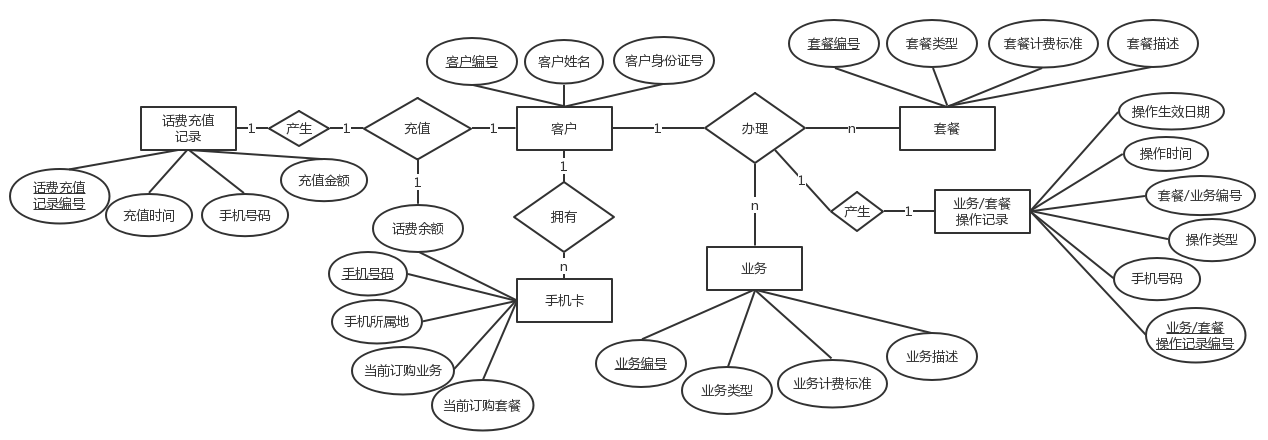 套餐编号
套餐类型
套餐计费标准
套餐描述
客户编号
客户姓名
客户身份证号
操作生效日期
话费充值
记录
1
产生
1
充值
1
客户
1
办理
n
套餐
操作时间
1
1
1
n
话费充值
记录编号
充值时间
手机号码
充值金额
话费余额
拥有
产生
1
业务/套餐
操作记录
套餐/业务编号
操作类型
手机号码
业务/套餐
操作记录编号
n
手机号码
手机卡
业务
手机所属地
当前订购业务
当前订购套餐
业务编号
业务类型
业务计费标准
业务描述